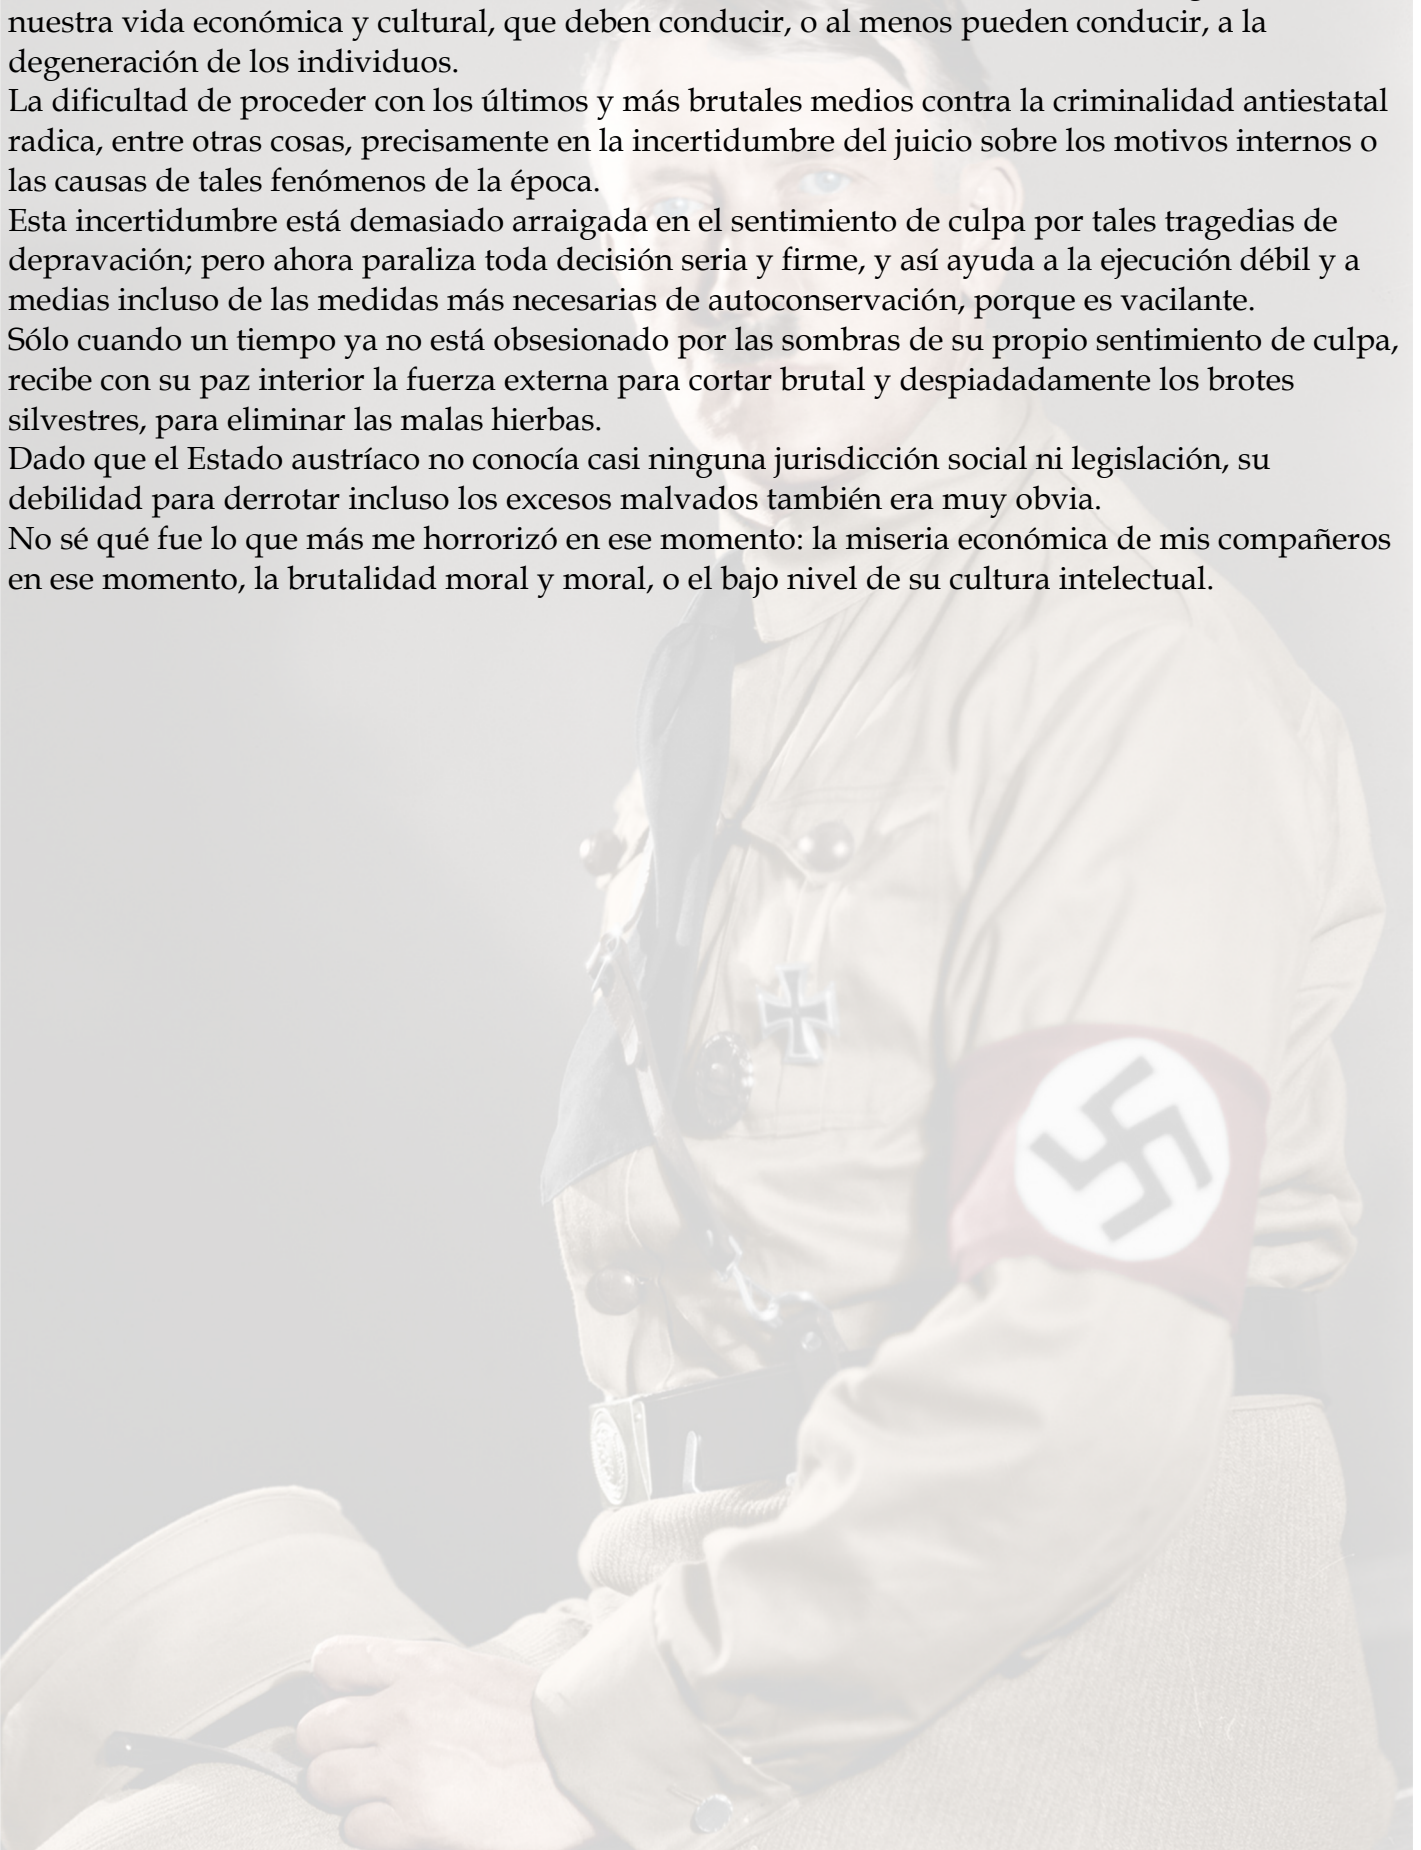 nuestra vida económica y cultural, que deben conducir, o al menos pueden conducir, a la
degeneración de los individuos.
La dificultad de proceder con los últimos y más brutales medios contra la criminalidad antiestatal
radica, entre otras cosas, precisamente en la incertidumbre del juicio sobre los motivos internos o
las causas de tales fenómenos de la época.
Esta incertidumbre está demasiado arraigada en el sentimiento de culpa por tales tragedias de
depravación; pero ahora paraliza toda decisión seria y firme, y así ayuda a la ejecución débil y a
medias incluso de las medidas más necesarias de autoconservación, porque es vacilante.
Sólo cuando un tiempo ya no está obsesionado por las sombras de su propio sentimiento de culpa,
recibe con su paz interior la fuerza externa para cortar brutal y despiadadamente los brotes
silvestres, para eliminar las malas hierbas.
Dado que el Estado austríaco no conocía casi ninguna jurisdicción social ni legislación, su
debilidad para derrotar incluso los excesos malvados también era muy obvia.
No sé qué fue lo que más me horrorizó en ese momento: la miseria económica de mis compañeros
en ese momento, la brutalidad moral y moral, o el bajo nivel de su cultura intelectual.